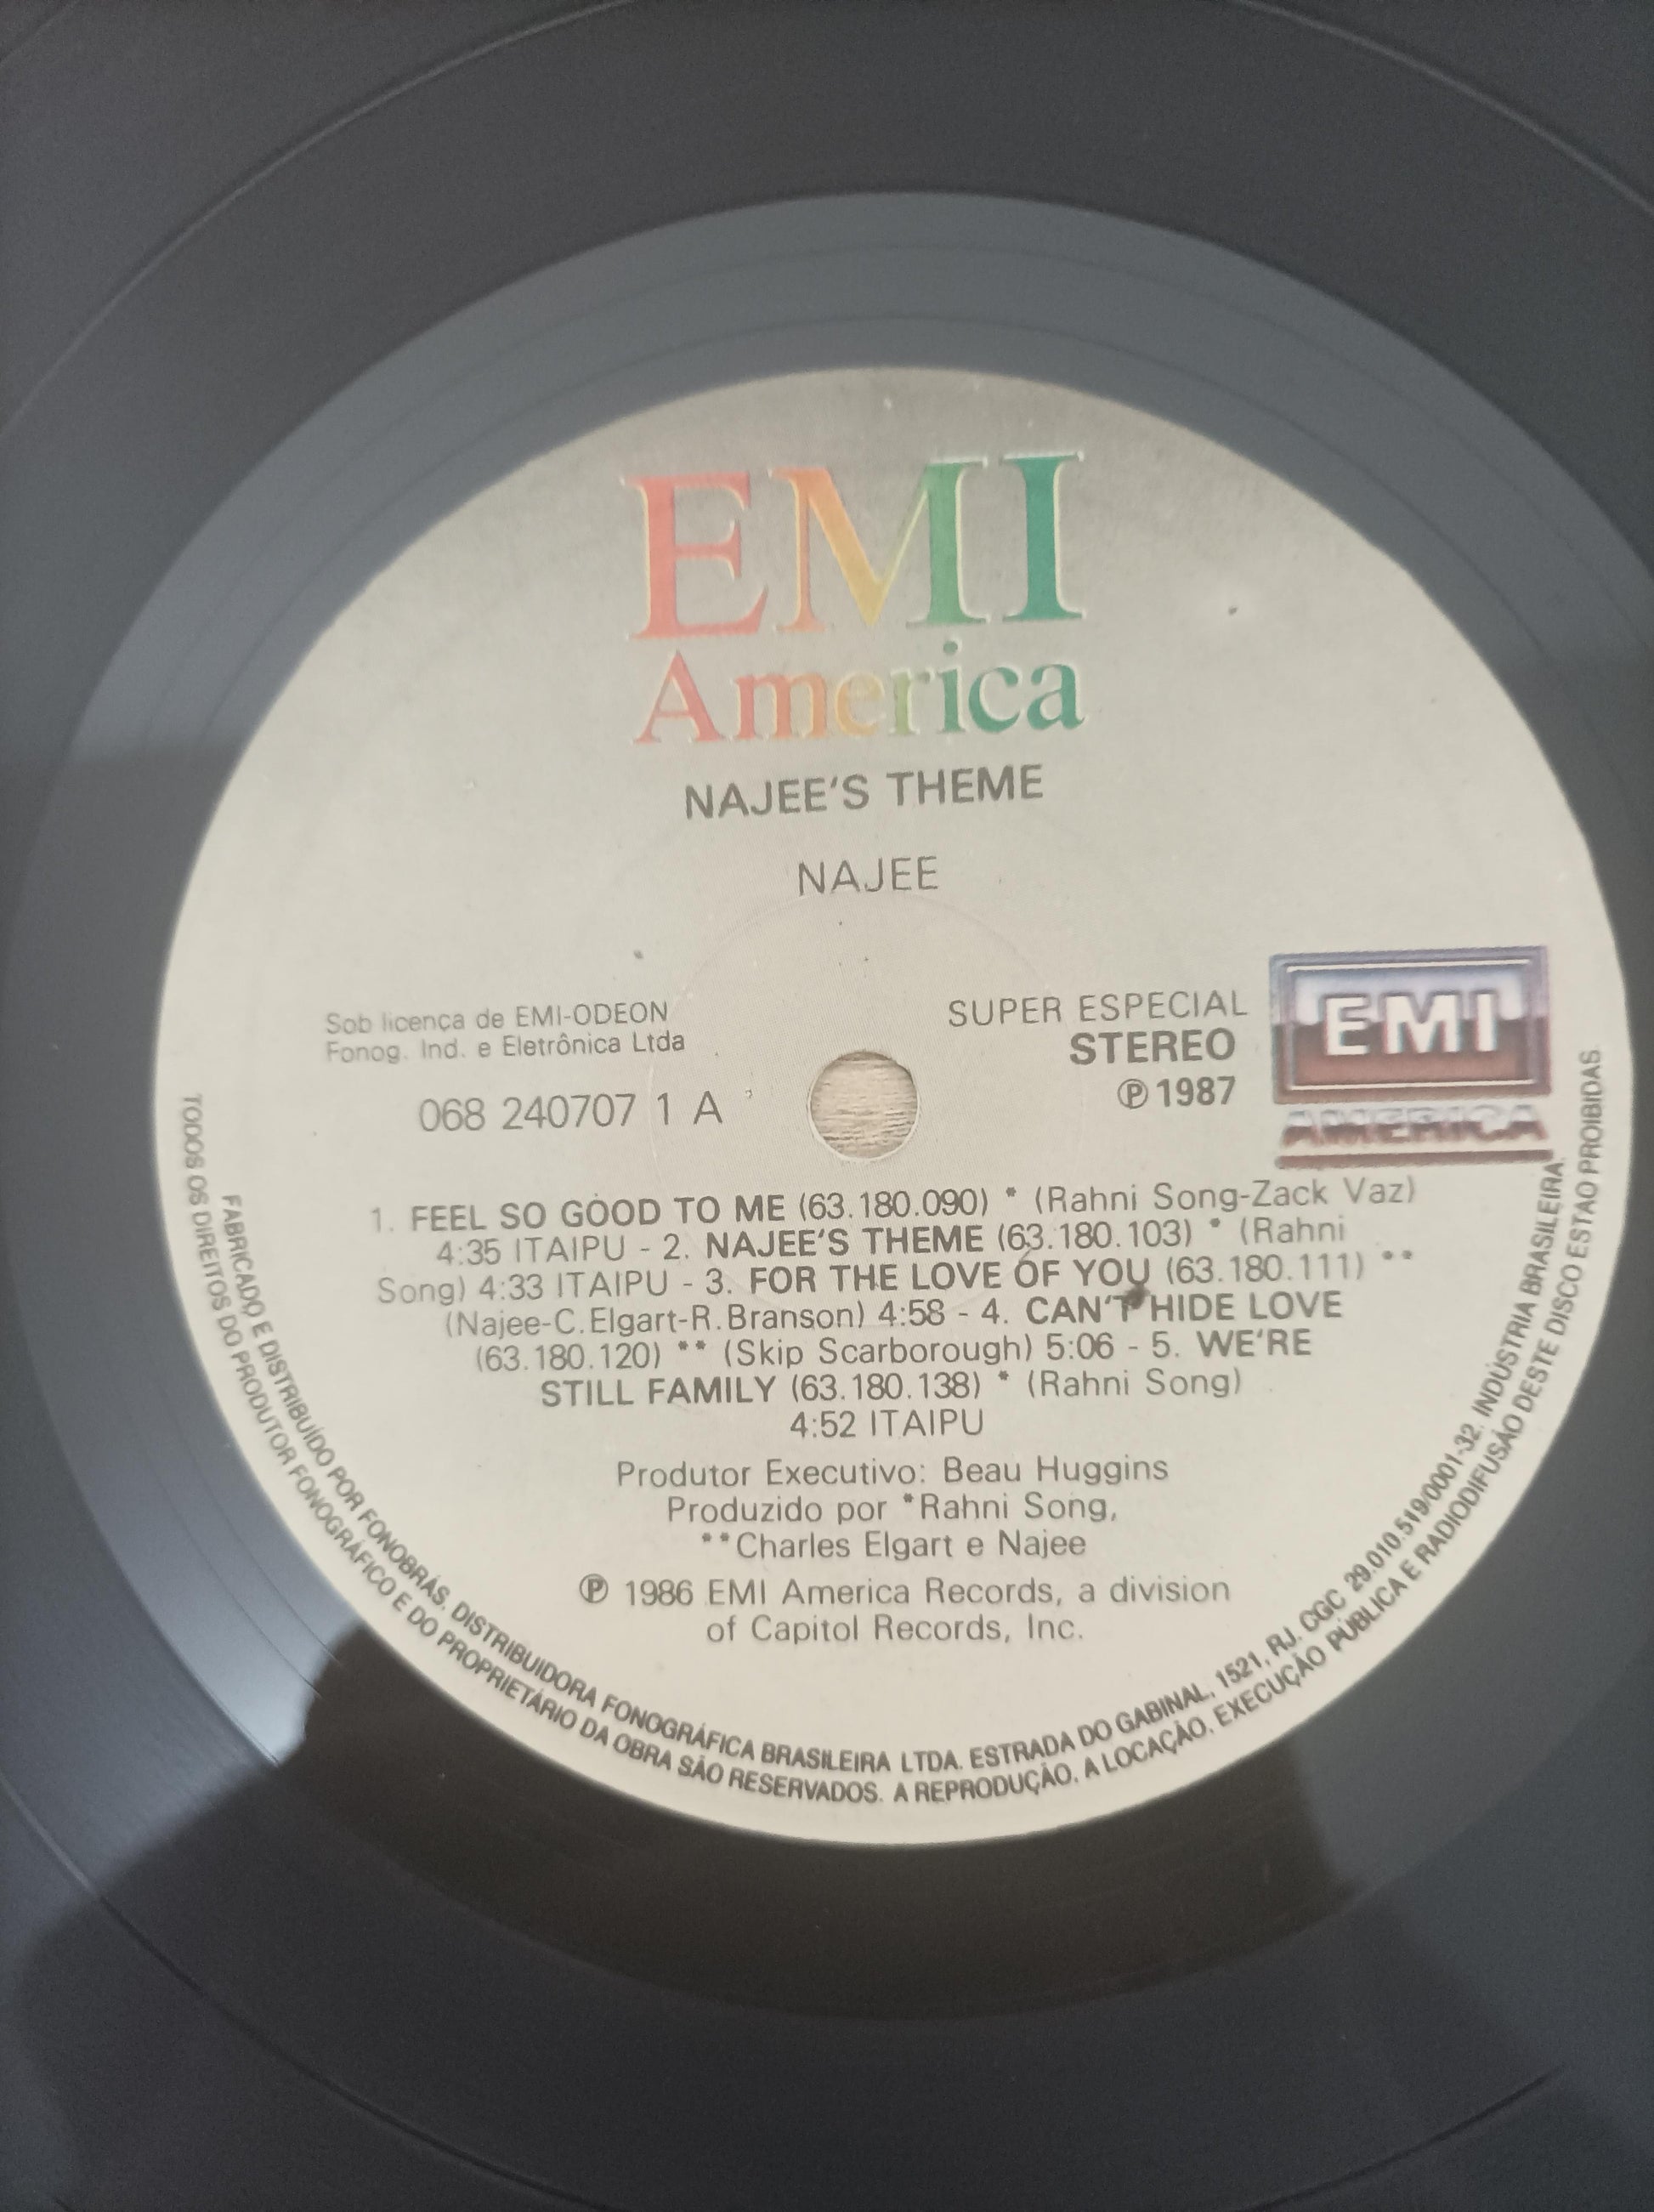 EMI
America
NAJEE'S THEME
NAJEE
Sob licença de EMI-ODEON
Fonog. Ind. e Eletrônica Ltda
068 240707 1 A
SUPER ESPECIAL
STEREO
℗ 1987
EMI
AMERICA
1. FEEL SO GOOD TO ME (63.180.090) * (Rahni Song-Zack Vaz)
4:35 ITAIPU - 2. NAJEE'S THEME (63.180.103) * (Rahni
Song) 4:33 ITAIPU - 3. FOR THE LOVE OF YOU (63.180.111) **
(Najee-C.Elgart-R.Branson) 4:58 - 4. CAN'T HIDE LOVE
(63.180.120) ** (Skip Scarborough) 5:06 - 5. WE'RE
STILL FAMILY (63.180.138) * (Rahni Song)
4:52 ITAIPU
Produtor Executivo: Beau Huggins
Produzido por *Rahni Song,
**Charles Elgart e Najee
℗ 1986 EMI America Records, a division
of Capitol Records, Inc.
FABRICADO E DISTRIBUÍDO POR FONOBRÁS. DISTRIBUIDORA FONOGRÁFICA BRASILEIRA LTDA. ESTRADA DO GABINAL, 1521, RJ. CGC 29.010.519/0001-32. INDÚSTRIA BRASILEIRA.
TODOS OS DIREITOS DO PRODUTOR FONOGRÁFICO E DO PROPRIETÁRIO DA OBRA SÃO RESERVADOS. A REPRODUÇÃO, A LOCAÇÃO, EXECUÇÃO PÚBLICA E RADIODIFUSÃO DESTE DISCO ESTÃO PROIBIDAS